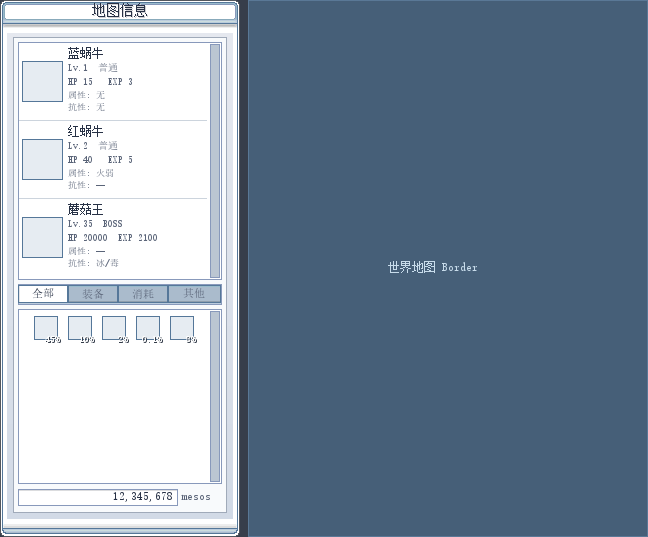 地图信息
蓝蜗牛
Lv.1 普通
HP 15 EXP 3
属性: 无
抗性: 无
红蜗牛
Lv.2 普通
HP 40 EXP 5
属性: 火弱
抗性: —
蘑菇王
Lv.35 BOSS
HP 20000 EXP 2100
属性: —
抗性: 冰/毒
全部 装备 消耗 其他
45% 10% 2% 0.1% 8%
12,345,678 mesos
世界地图 Border